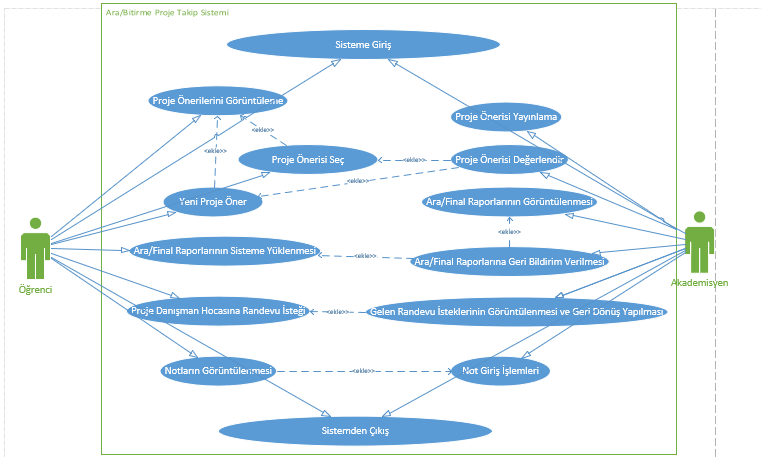 Ara/Bitirme Proje Takip Sistemi
Sisteme Giriş
Proje Önerilerini Görüntüleme
Proje Önerisi Yayınlama
<ekle>>
<ekle>>
Proje Önerisi Seç
<ekle>>
Proje Önerisi Değerlendir
<ekle>>
Yeni Proje Öner
Ara/Final Raporlarının Görüntülenmesi
<ekle>>
Ara/Final Raporlarının Sisteme Yüklenmesi
<ekle>>
Ara/Final Raporlarına Geri Bildirim Verilmesi
Öğrenci
Akademisyen
Proje Danışman Hocasına Randevu İsteği
<ekle>>
Gelen Randevu İsteklerinin Görüntülenmesi ve Geri Dönüş Yapılması
Notların Görüntülenmesi
<ekle>>
Not Giriş İşlemleri
Sistemden Çıkış